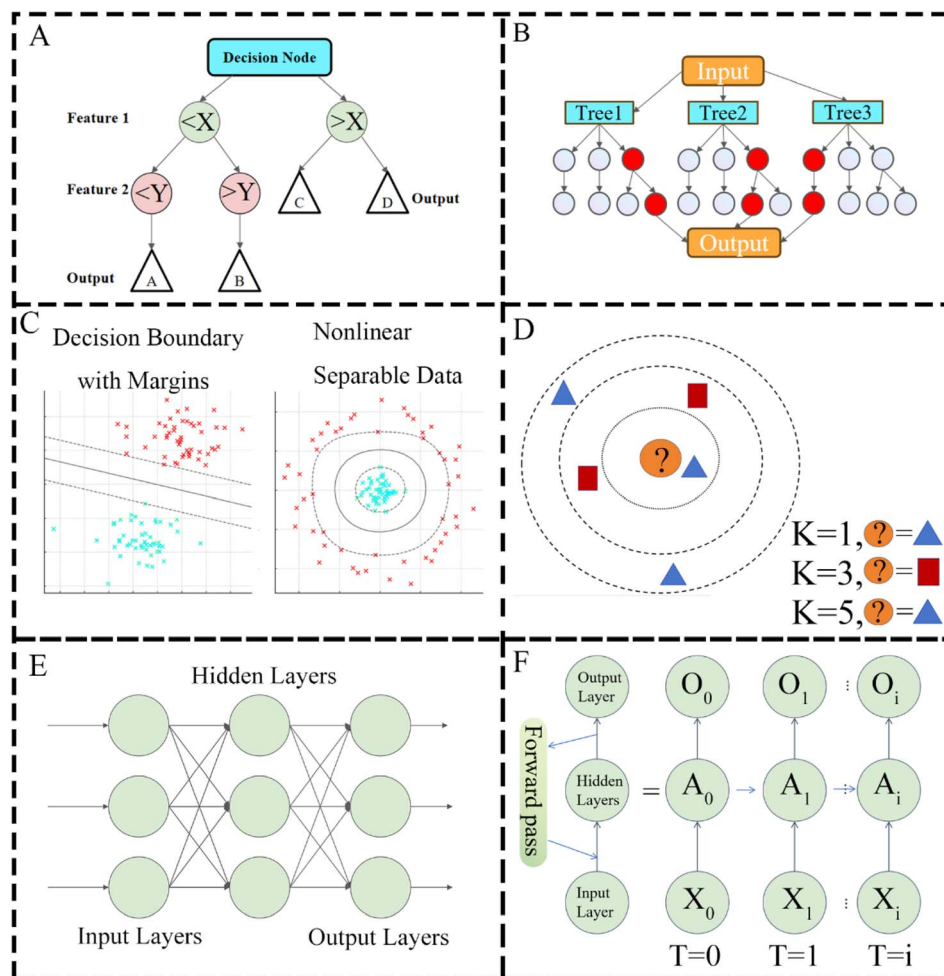 A
Decision Node
Feature 1
<X
>X
Feature 2
<Y
>Y
C
D
Output
Output
A
B
B
Input
Tree1
Tree2
Tree3
Output
C
Decision Boundary
with Margins
Nonlinear
Separable Data
D
?
K=1, ?=
K=3, ?=
K=5, ?=
E
Hidden Layers
Input Layers
Output Layers
F
Output
Layer
O0
O1
Oi
Forward pass
Hidden
Layers
=
A0
A1
Ai
Input
Layer
X0
X1
Xi
T=0
T=1
T=i